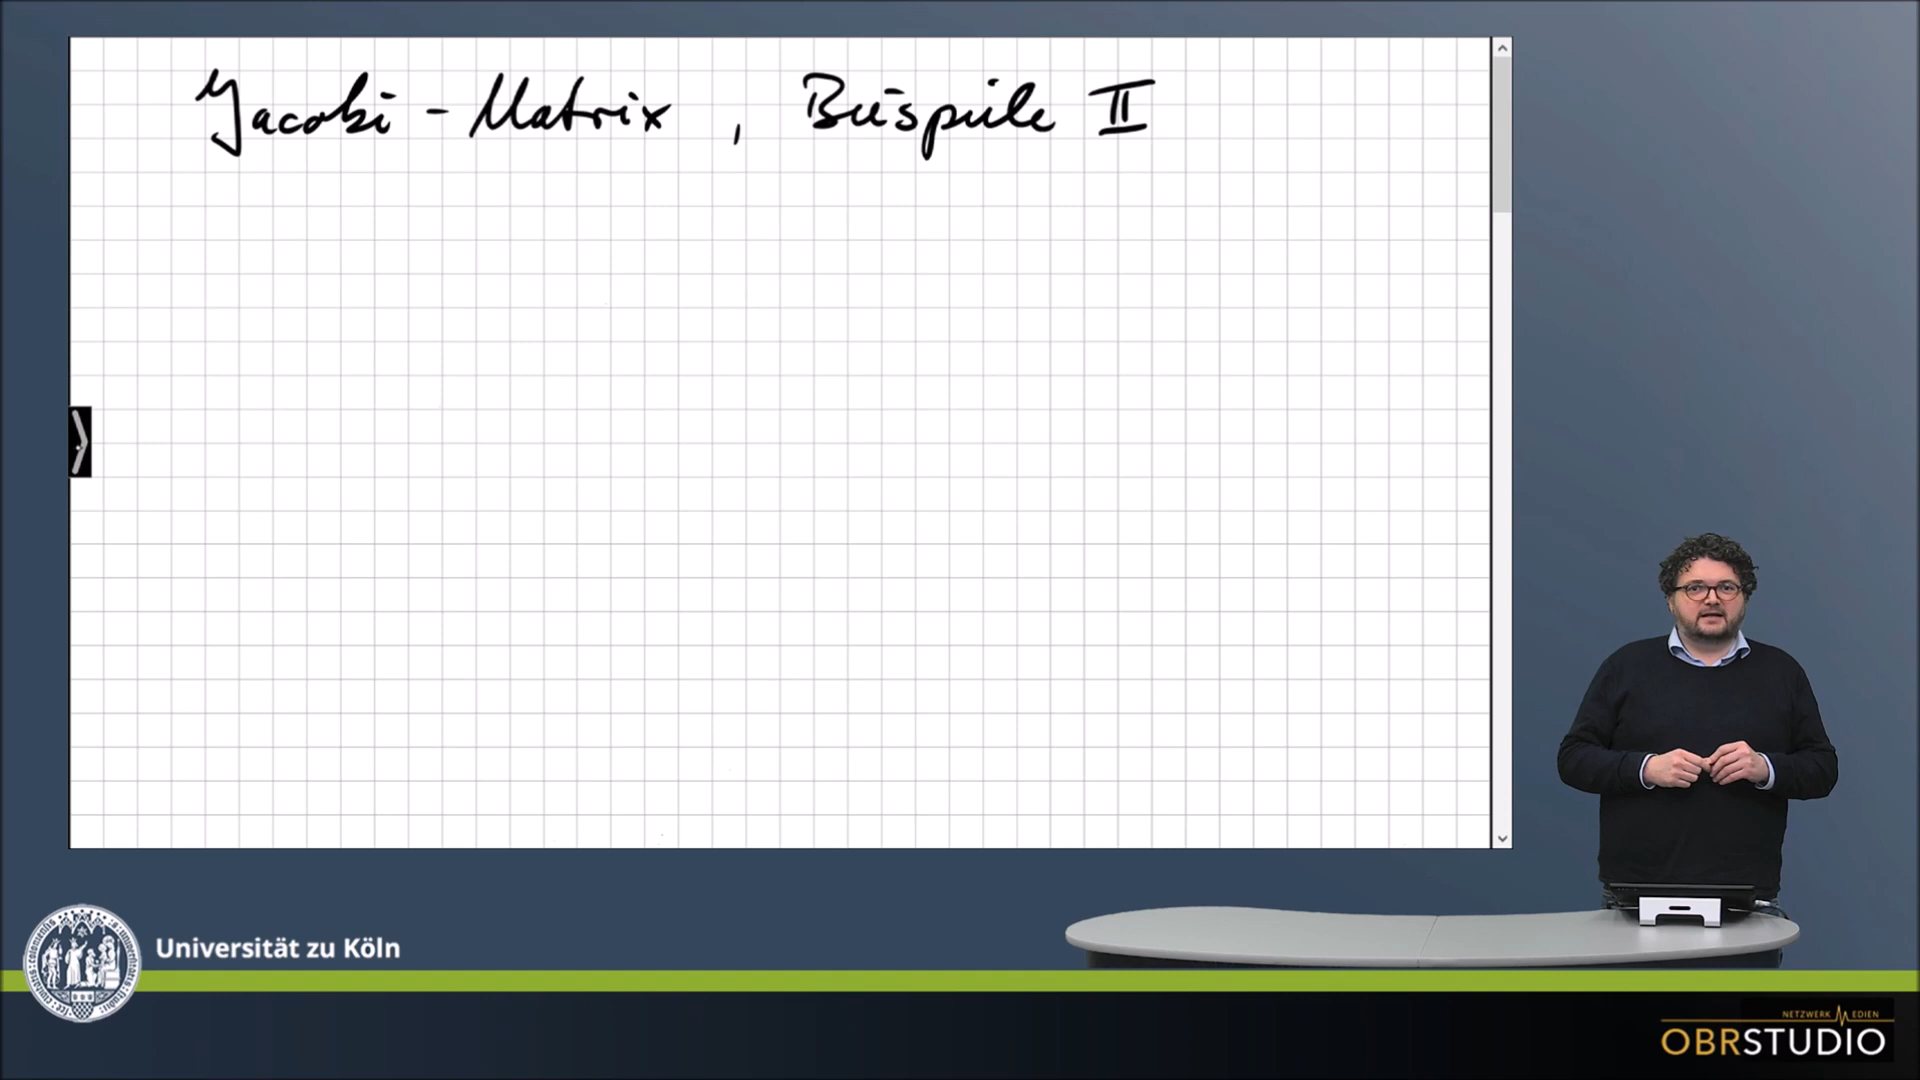 Jacobi-Matrix, Beispiele II
Universität zu Köln
NETZWERK MEDIEN
OBRSTUDIO